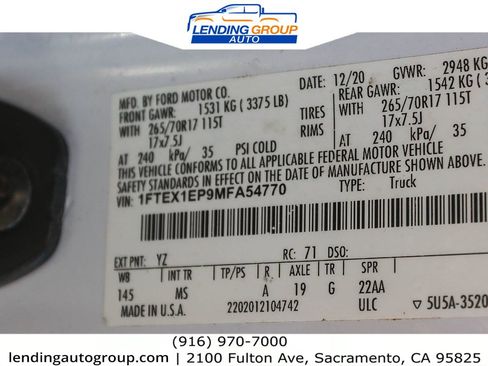 LENDING GROUP
AUTO
MFD. BY FORD MOTOR CO.
DATE: 12/20
GVWR: 2948 KG
FRONT GAWR: 1531 KG (3375 LB)
REAR GAWR: 1542 KG (3
WITH 265/70R17 115T TIRES WITH 265/70R17 115T
17x7.5J RIMS 17x7.5J
AT 240 kPa/ 35 PSI COLD AT 240 kPa/ 35
THIS VEHICLE CONFORMS TO ALL APPLICABLE FEDERAL MOTOR VEHICLE
SAFETY STANDARDS IN EFFECT ON THE DATE OF MANUFACTURE SHOWN ABOVE.
VIN: 1FTEX1EP9MFA54770
TYPE: Truck
EXT PNT: YZ RC: 71 DSO:
WB INT TR TP/PS R AXLE TR SPR
145 MS A 19 G 22AA
MADE IN U.S.A. 2202012104742 ULC ▽ 5U5A-3520
(916) 970-7000
lendingautogroup.com | 2100 Fulton Ave, Sacramento, CA 95825